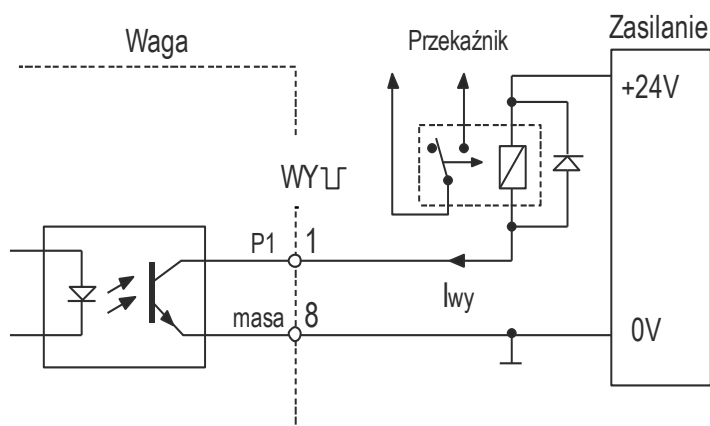 Waga
Przekaźnik
Zasilanie
+24V
WY
P1
1
Iwy
masa
8
0V